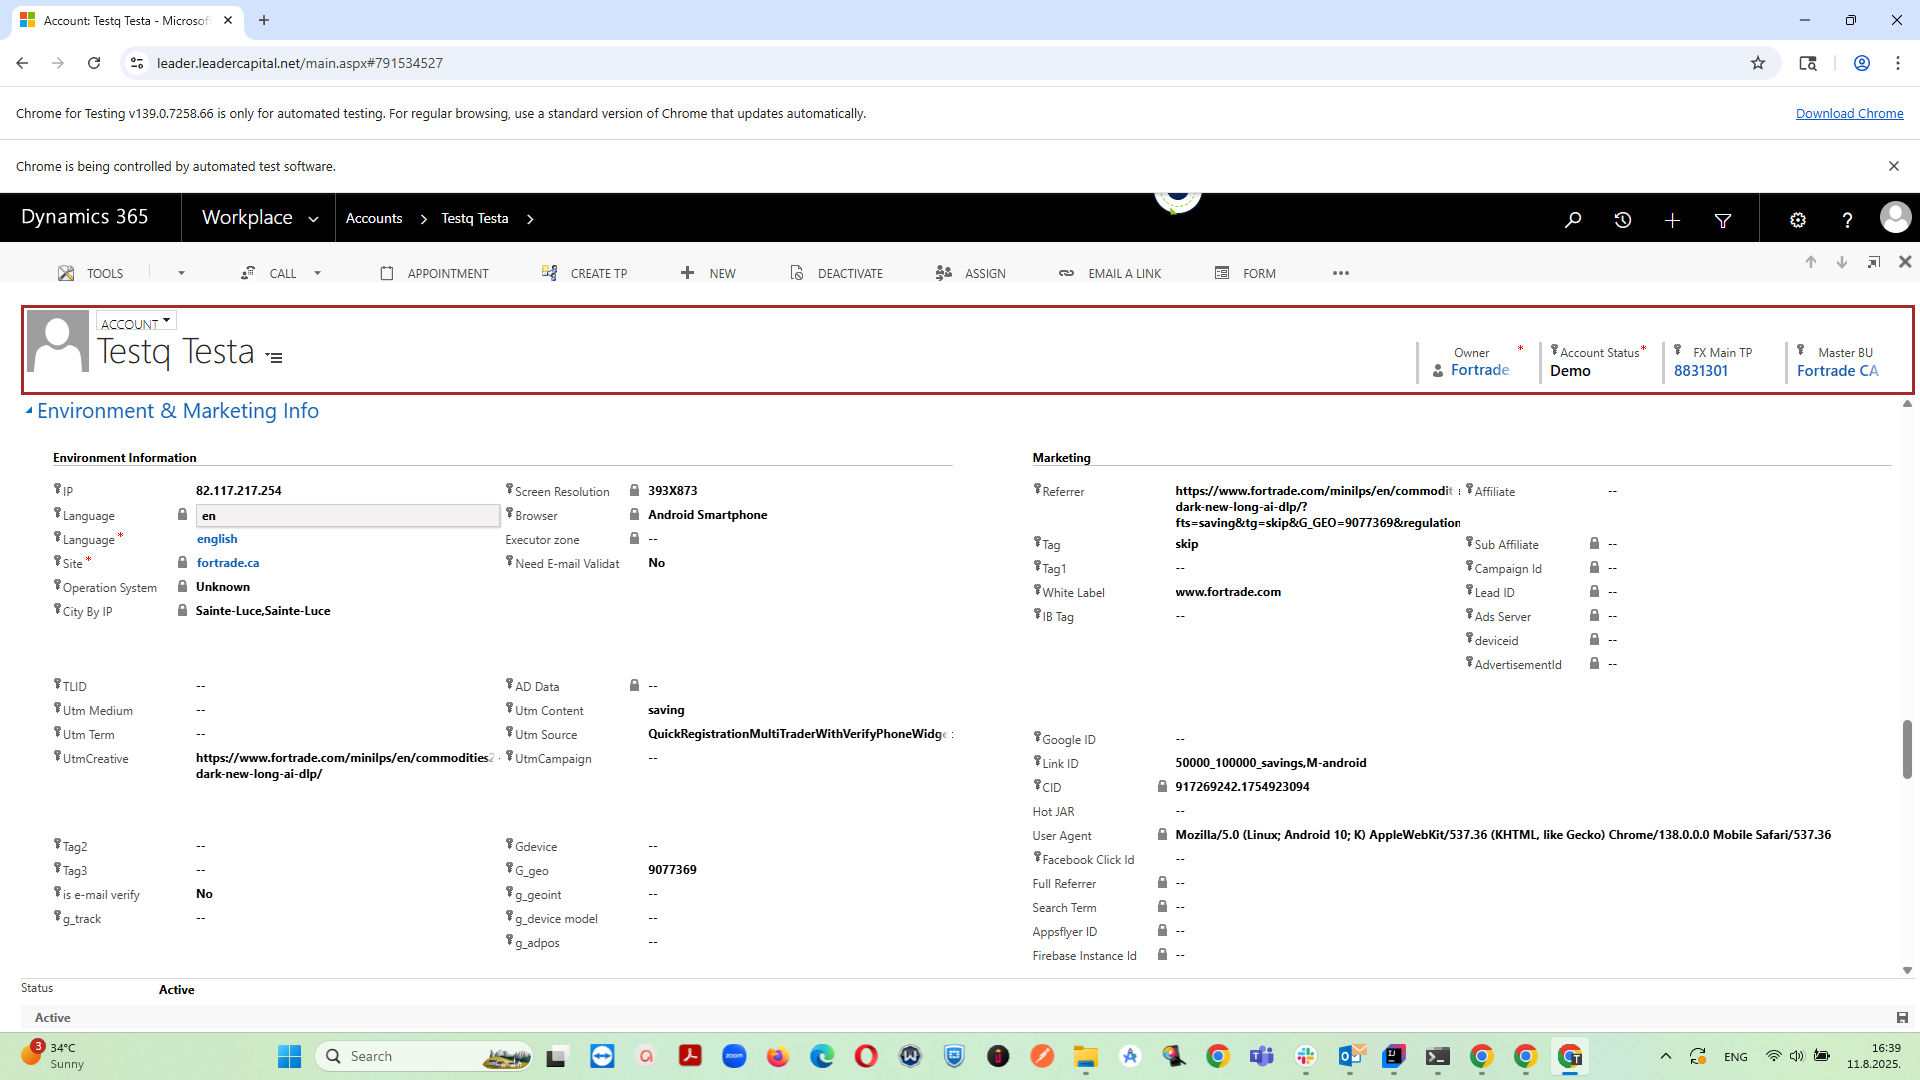 Account: Testq Testa - Microsof
leader.leadercapital.net/main.aspx#791534527
Chrome for Testing v139.0.7258.66 is only for automated testing. For regular browsing, use a standard version of Chrome that updates automatically.
Download Chrome
Chrome is being controlled by automated test software.
Dynamics 365
Workplace
Accounts
Testq Testa
TOOLS
CALL
APPOINTMENT
CREATE TP
NEW
DEACTIVATE
ASSIGN
EMAIL A LINK
FORM
ACCOUNT
Testq Testa
Owner *
Fortrade
Account Status *
Demo
FX Main TP
8831301
Master BU
Fortrade CA
Environment & Marketing Info
Environment Information
IP 82.117.217.254
Language en
Language * english
Site * fortrade.ca
Operation System Unknown
City By IP Sainte-Luce,Sainte-Luce
Screen Resolution 393X873
Browser Android Smartphone
Executor zone --
Need E-mail Validat No
TLID --
Utm Medium --
Utm Term --
UtmCreative https://www.fortrade.com/minilps/en/commodities2-
dark-new-long-ai-dlp/
AD Data --
Utm Content saving
Utm Source QuickRegistrationMultiTraderWithVerifyPhoneWidge
UtmCampaign --
Tag2 --
Tag3 --
is e-mail verify No
g_track --
Gdevice --
G_geo 9077369
g_geoint --
g_device model --
g_adpos --
Marketing
Referrer https://www.fortrade.com/minilps/en/commodit
dark-new-long-ai-dlp/?
fts=saving&tg=skip&G_GEO=9077369&regulation
Tag skip
Tag1 --
White Label www.fortrade.com
IB Tag --
Affiliate --
Sub Affiliate --
Campaign Id --
Lead ID --
Ads Server --
deviceid --
AdvertisementId --
Google ID --
Link ID 50000_100000_savings,M-android
CID 917269242.1754923094
Hot JAR --
User Agent Mozilla/5.0 (Linux; Android 10; K) AppleWebKit/537.36 (KHTML, like Gecko) Chrome/138.0.0.0 Mobile Safari/537.36
Facebook Click Id --
Full Referrer --
Search Term --
Appsflyer ID --
Firebase Instance Id --
Status Active
Active
3
34°C
Sunny
Search
zoom
ENG
16:39
11.8.2025.